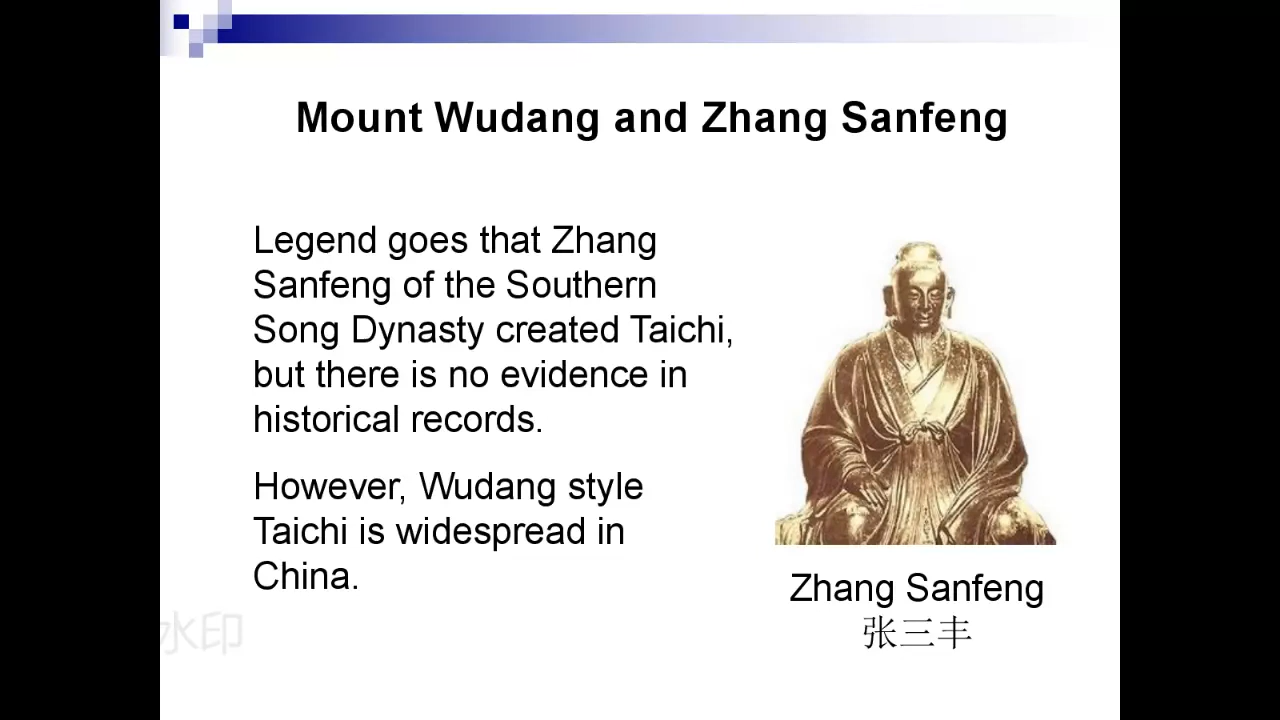 Mount Wudang and Zhang Sanfeng
Legend goes that Zhang
Sanfeng of the Southern
Song Dynasty created Taichi,
but there is no evidence in
historical records.
However, Wudang style
Taichi is widespread in
China.
Zhang Sanfeng
张三丰
水印